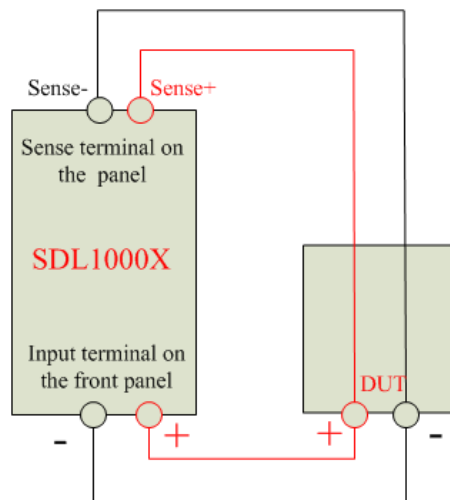 Sense- Sense+
Sense terminal on
the panel
SDL1000X
Input terminal on
the front panel
DUT
- + + -